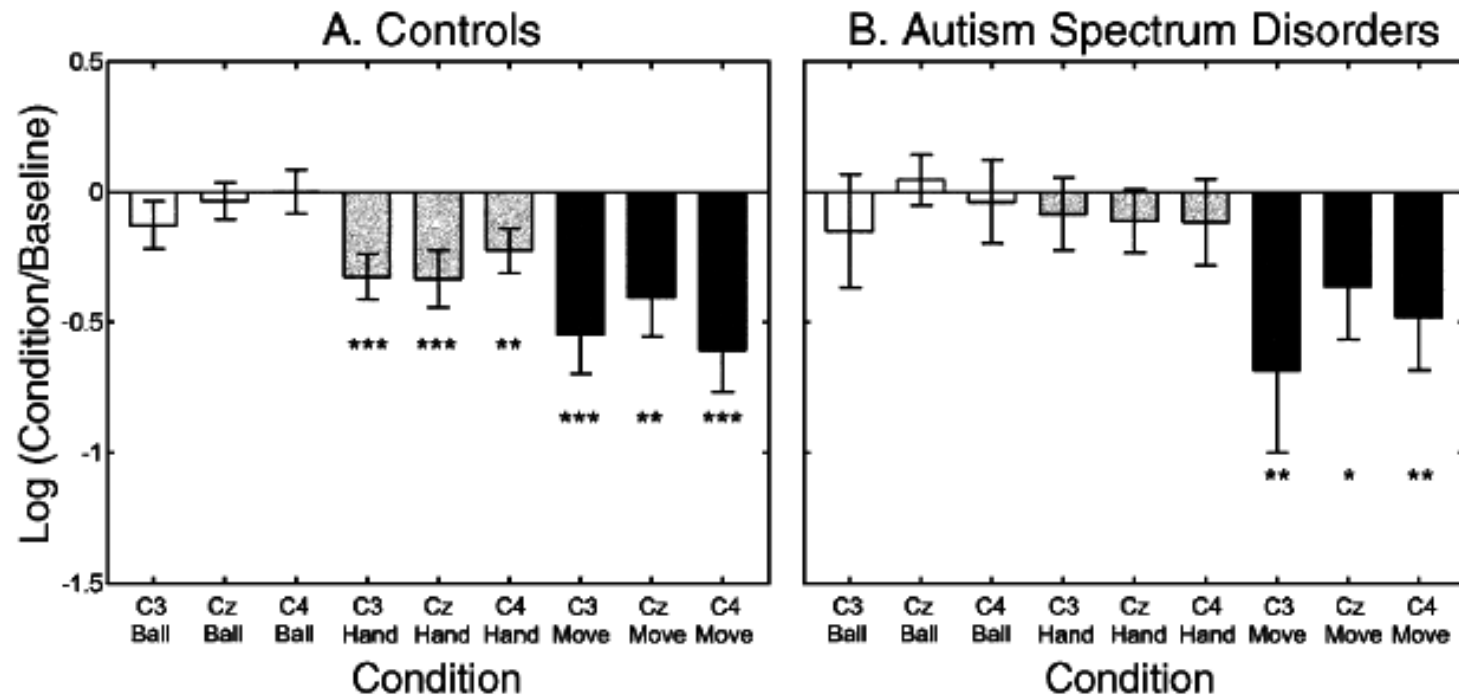 A. Controls
B. Autism Spectrum Disorders
Log (Condition/Baseline)
0.5
0
-0.5
-1
-1.5
*** *** ** *** ** ***
** * **
C3 Cz C4 C3 Cz C4 C3 Cz C4
Ball Ball Ball Hand Hand Hand Move Move Move
Condition
C3 Cz C4 C3 Cz C4 C3 Cz C4
Ball Ball Ball Hand Hand Hand Move Move Move
Condition